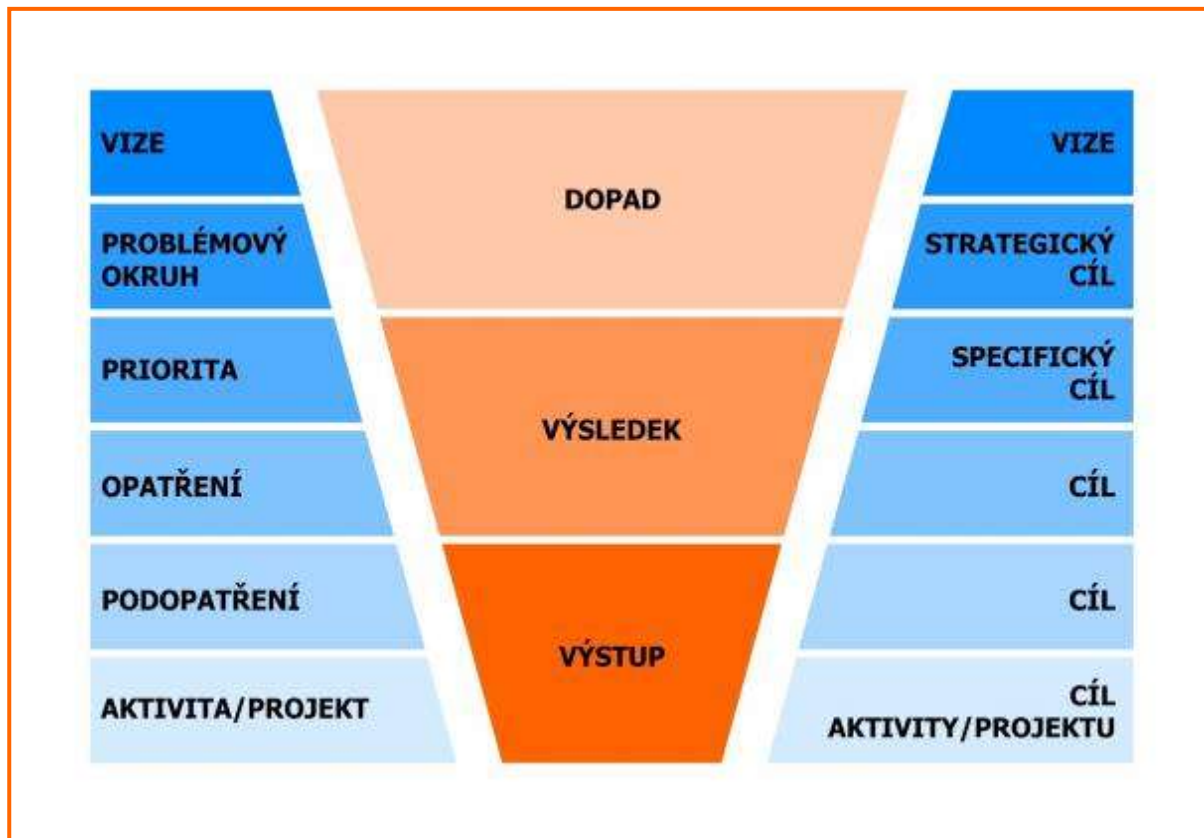 VIZE
PROBLÉMOVÝ
OKRUH
PRIORITA
OPATŘENÍ
PODOPATŘENÍ
AKTIVITA/PROJEKT
DOPAD
VÝSLEDEK
VÝSTUP
VIZE
STRATEGICKÝ
CÍL
SPECIFICKÝ
CÍL
CÍL
CÍL
CÍL
AKTIVITY/PROJEKTU